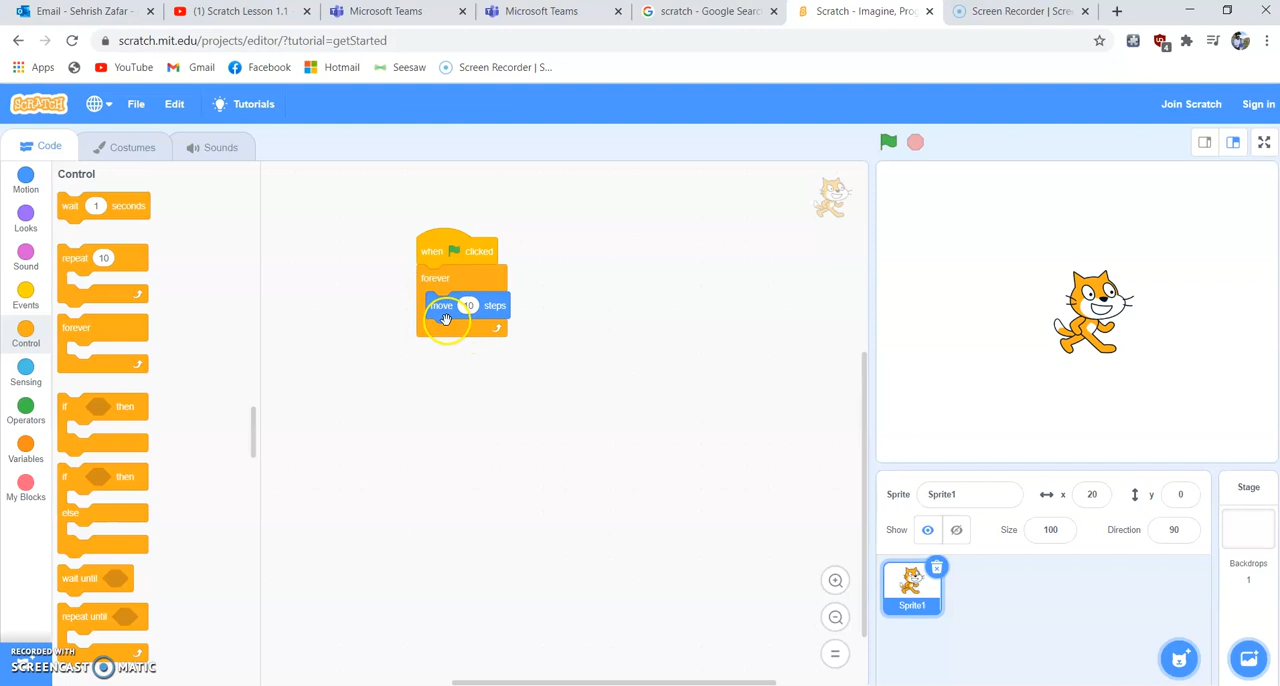 Email - Sehrish Zafar -
(1) Scratch Lesson 1.1
Microsoft Teams
Microsoft Teams
scratch - Google Searc
Scratch - Imagine, Prog
Screen Recorder | Scre
scratch.mit.edu/projects/editor/?tutorial=getStarted
4
Apps
YouTube
Gmail
Facebook
Hotmail
Seesaw
Screen Recorder | S...
SCRATCH
File
Edit
Tutorials
Join Scratch
Sign in
Code
Costumes
Sounds
Motion
Looks
Sound
Events
Control
Sensing
Operators
Variables
My Blocks
Control
wait 1 seconds
repeat 10
forever
if then
if then
else
wait until
repeat until
when clicked
forever
move 10 steps
Sprite
Sprite1
x
20
y
0
Show
Size
100
Direction
90
Sprite1
Stage
Backdrops
1
RECORDED WITH
SCREENCAST MATIC